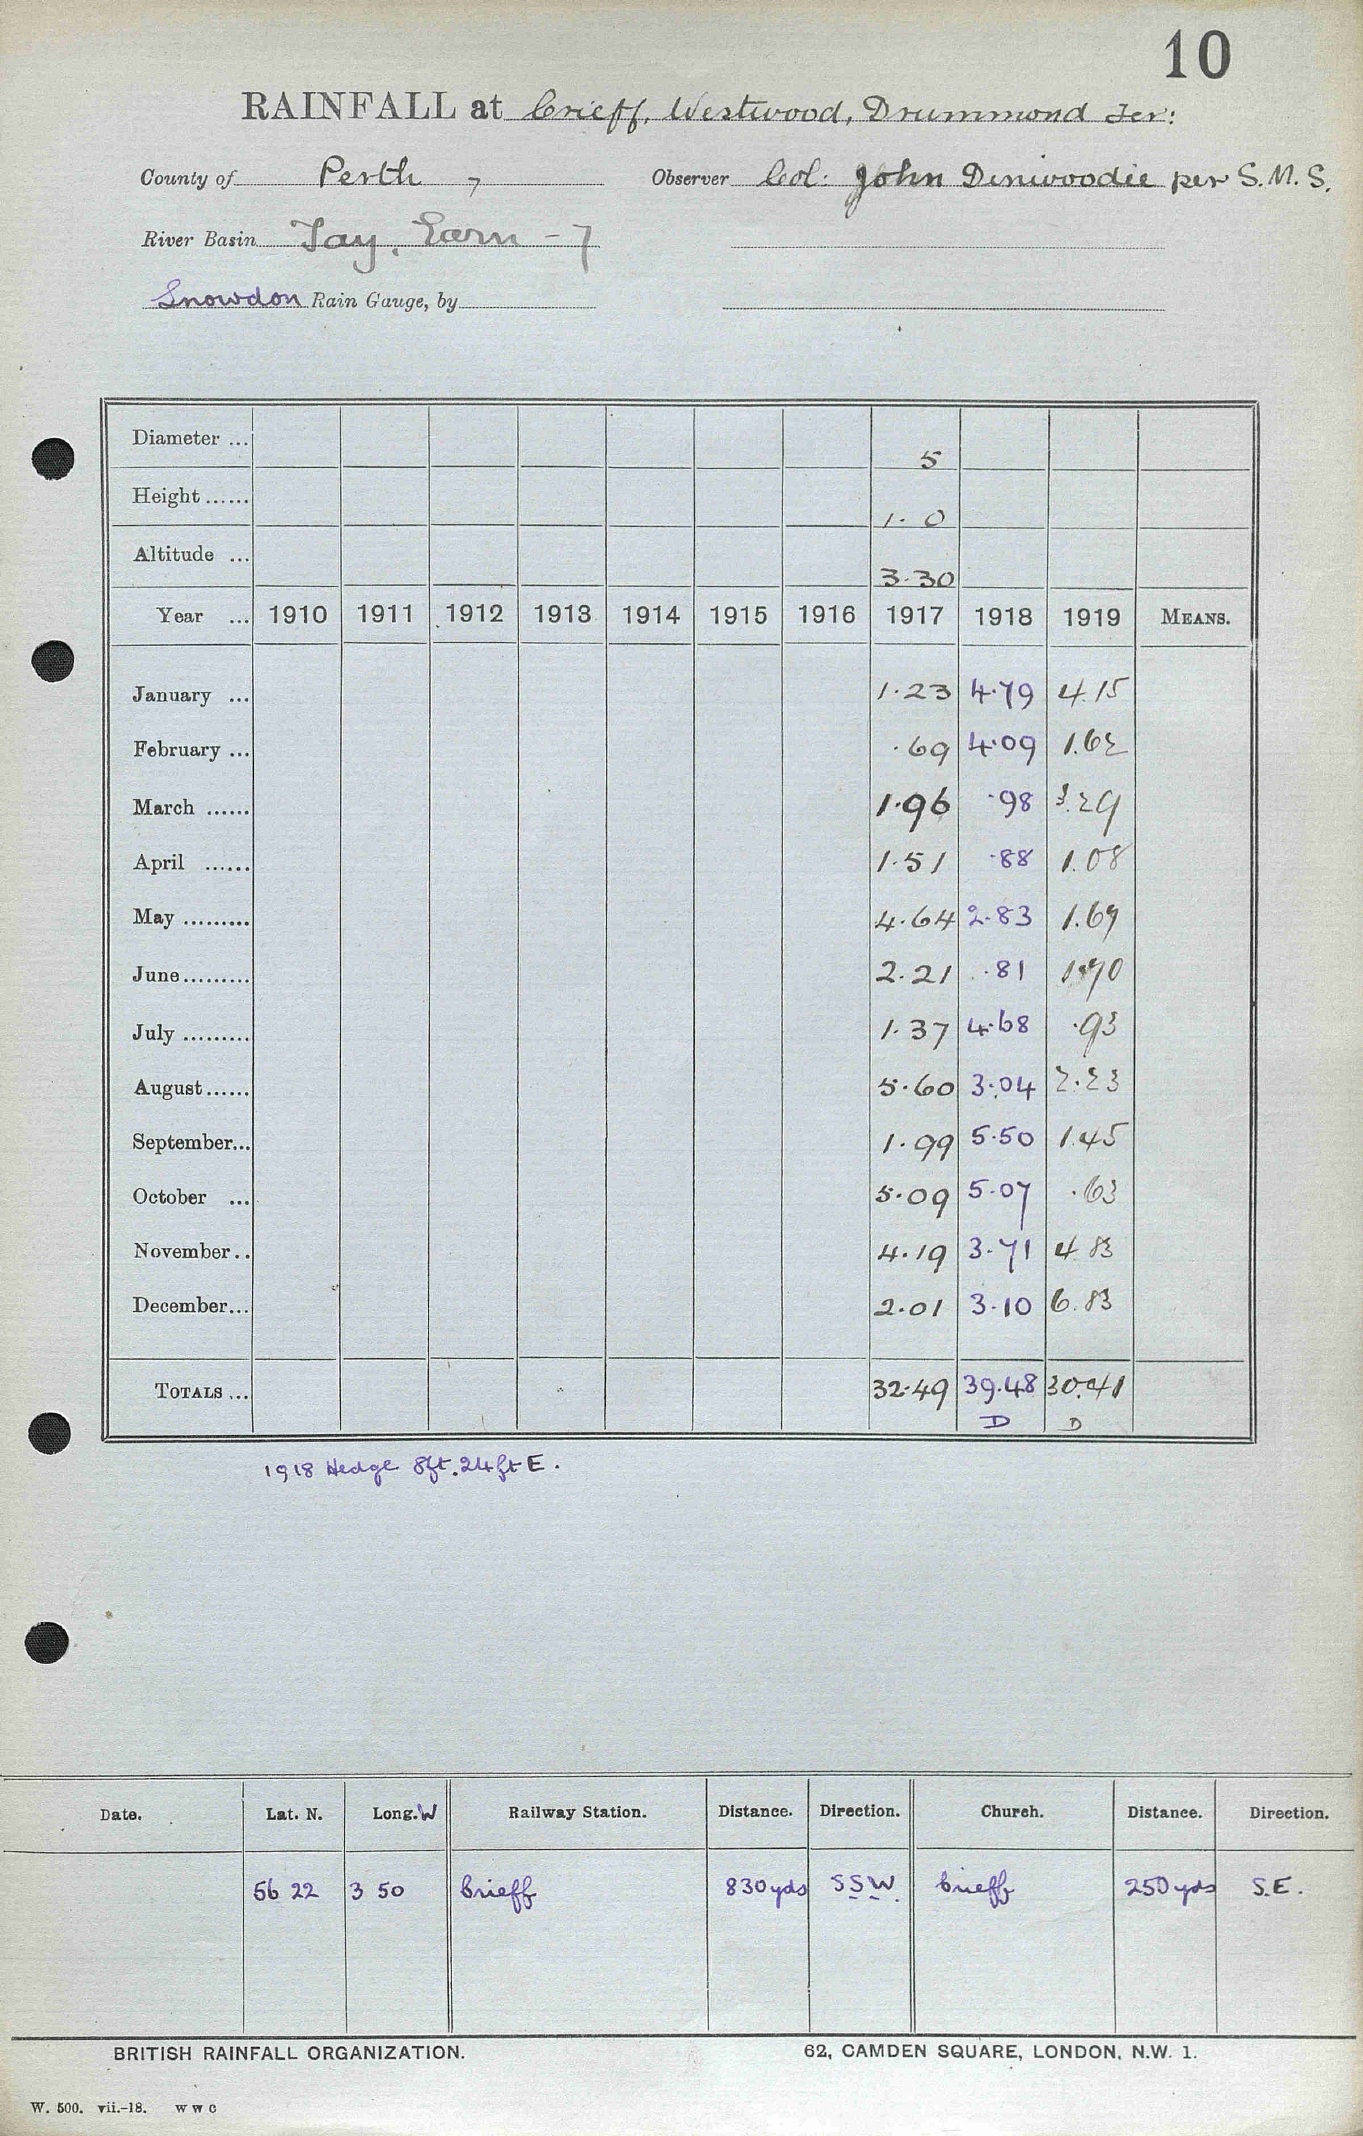 10
RAINFALL at Crieff, Westwood, Drummond Ter:
County of Perth 7 Observer Col: John Dinwoodie per S.M.S.
River Basin Tay. Earn - 7
Snowdon Rain Gauge, by
Diameter ... 5
Height ...... 1. 0
Altitude ... 3.30
Year ... 1910 1911 1912 1913 1914 1915 1916 1917 1918 1919 MEANS.
January ... 1.23 4.79 4.15
February ... .69 4.09 1.62
March ...... 1.96 .98 3.29
April ...... 1.51 .88 1.08
May ......... 4.64 2.83 1.67
June ......... 2.21 .81 1.70
July ......... 1.37 4.68 .93
August ...... 5.60 3.04 2.23
September... 1.99 5.50 1.45
October ... 5.09 5.07 .63
November.. 4.19 3.71 4.83
December... 2.01 3.10 6.83
TOTALS ... 32.49 39.48 30.41
D D
1918 Hedge 8ft. 24ft E.
Date. Lat. N. Long. W Railway Station. Distance. Direction. Church. Distance. Direction.
56 22 3 50 Crieff 830 yds SSW. Crieff 250 yds S.E.
BRITISH RAINFALL ORGANIZATION. 62, CAMDEN SQUARE, LONDON, N.W. 1.
W. 500. vii.-18. W W C